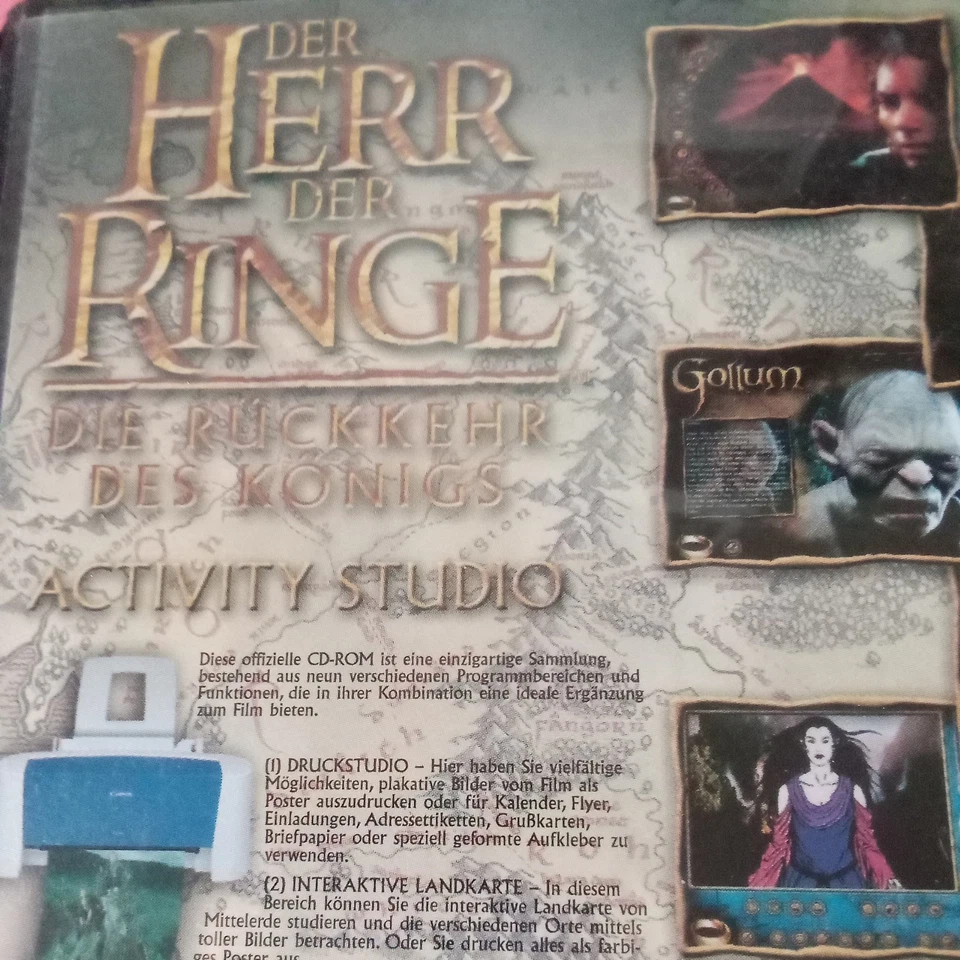 DER
HERR
DER
RINGE
DIE RÜCKKEHR
DES KÖNIGS
ACTIVITY STUDIO
Gollum
Diese offizielle CD-ROM ist eine einzigartige Sammlung,
bestehend aus neun verschiedenen Programmbereichen und
Funktionen, die in ihrer Kombination eine ideale Ergänzung
zum Film bieten.
(1) DRUCKSTUDIO – Hier haben Sie vielfältige
Möglichkeiten, plakative Bilder vom Film als
Poster auszudrucken oder für Kalender, Flyer,
Einladungen, Adressettiketten, Grußkarten,
Briefpapier oder speziell geformte Aufkleber zu
verwenden.
(2) INTERAKTIVE LANDKARTE – In diesem
Bereich können Sie die interaktive Landkarte von
Mittelerde studieren und die verschiedenen Orte mittels
toller Bilder betrachten. Oder Sie drucken alles als farbi-
ges Poster aus.
FANGORN